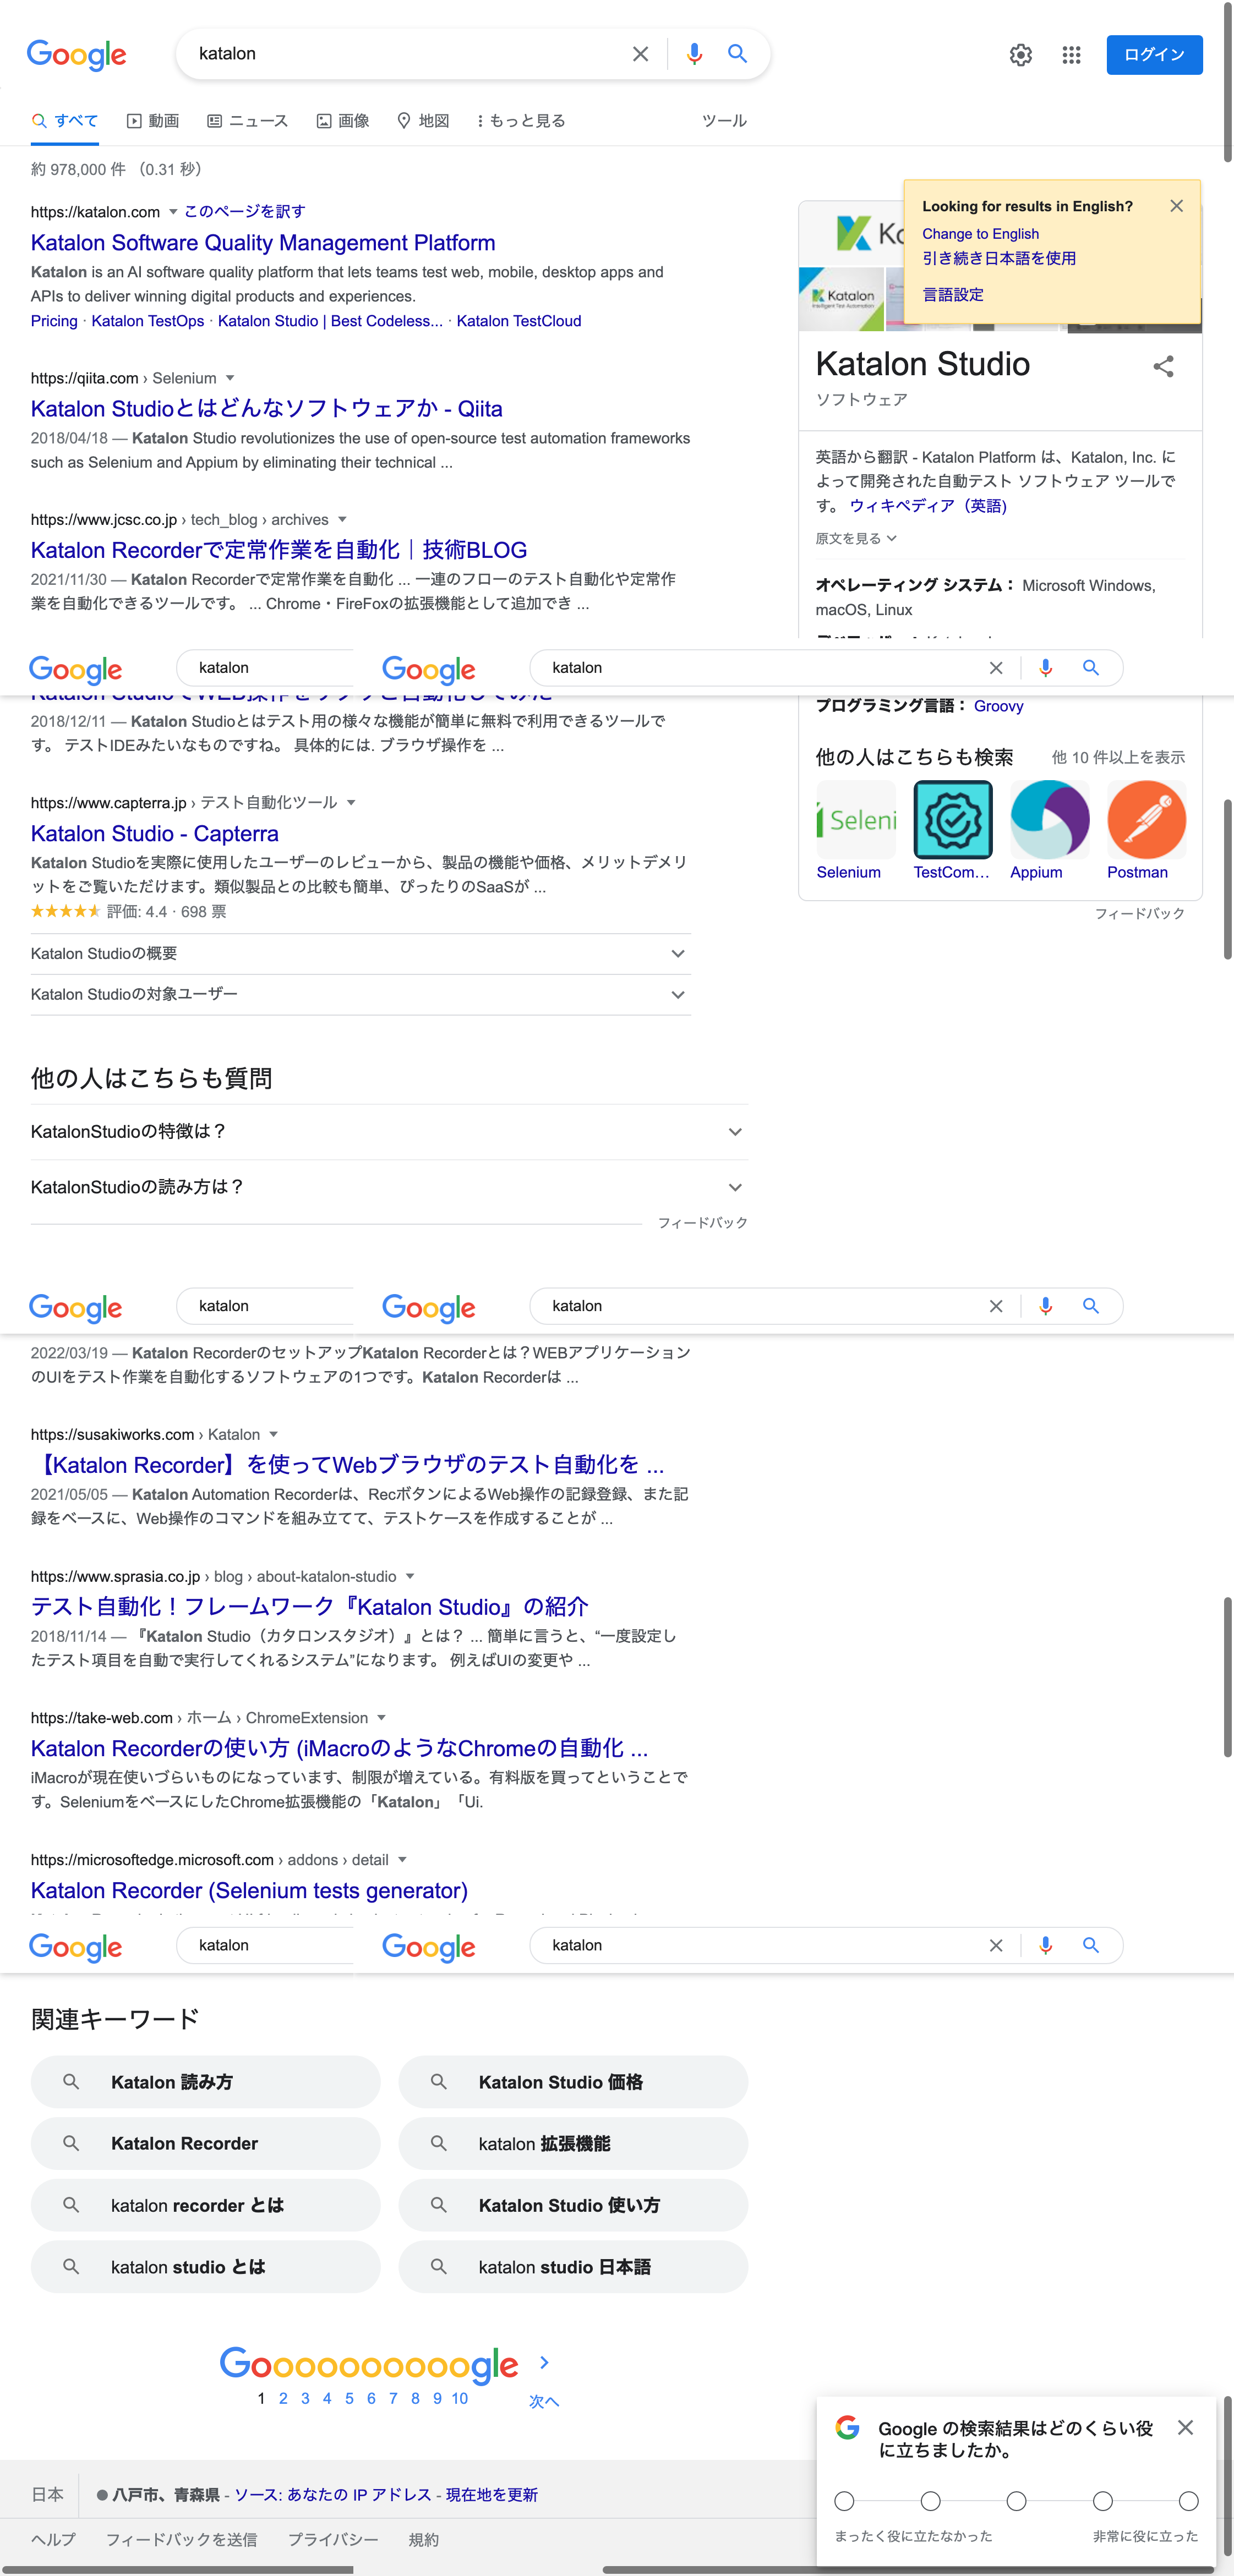 Google
katalon
ログイン
すべて
動画
ニュース
画像
地図
もっと見る
ツール
約 978,000 件 (0.31 秒)
https://katalon.com このページを訳す
Katalon Software Quality Management Platform
Katalon is an AI software quality platform that lets teams test web, mobile, desktop apps and
APIs to deliver winning digital products and experiences.
Pricing · Katalon TestOps · Katalon Studio | Best Codeless... · Katalon TestCloud
https://qiita.com › Selenium
Katalon Studioとはどんなソフトウェアか - Qiita
2018/04/18 — Katalon Studio revolutionizes the use of open-source test automation frameworks
such as Selenium and Appium by eliminating their technical ...
https://www.jcsc.co.jp › tech_blog › archives
Katalon Recorderで定常作業を自動化｜技術BLOG
2021/11/30 — Katalon Recorderで定常作業を自動化 ... 一連のフローのテスト自動化や定常作
業を自動化できるツールです。 ... Chrome・FireFoxの拡張機能として追加でき ...
Looking for results in English?
Change to English
引き続き日本語を使用
言語設定
Katalon
Katalon Studio
ソフトウェア
英語から翻訳 - Katalon Platform は、Katalon, Inc. に
よって開発された自動テスト ソフトウェア ツールで
す。 ウィキペディア（英語)
原文を見る
オペレーティング システム： Microsoft Windows,
macOS, Linux
Google
katalon
Google
katalon
2018/12/11 — Katalon Studioとはテスト用の様々な機能が簡単に無料で利用できるツールで
す。 テストIDEみたいなものですね。 具体的には. ブラウザ操作を ...
https://www.capterra.jp › テスト自動化ツール
Katalon Studio - Capterra
Katalon Studioを実際に使用したユーザーのレビューから、製品の機能や価格、メリットデメリ
ットをご覧いただけます。類似製品との比較も簡単、ぴったりのSaaSが ...
評価: 4.4 · 698 票
Katalon Studioの概要
Katalon Studioの対象ユーザー
プログラミング言語： Groovy
他の人はこちらも検索
他 10 件以上を表示
Seleni
Selenium
TestCom...
Appium
Postman
フィードバック
他の人はこちらも質問
KatalonStudioの特徴は？
KatalonStudioの読み方は？
フィードバック
Google
katalon
Google
katalon
2022/03/19 — Katalon RecorderのセットアップKatalon Recorderとは？WEBアプリケーション
のUIをテスト作業を自動化するソフトウェアの1つです。Katalon Recorderは ...
https://susakiworks.com › Katalon
【Katalon Recorder】を使ってWebブラウザのテスト自動化を ...
2021/05/05 — Katalon Automation Recorderは、RecボタンによるWeb操作の記録登録、また記
録をベースに、Web操作のコマンドを組み立てて、テストケースを作成することが ...
https://www.sprasia.co.jp › blog › about-katalon-studio
テスト自動化！フレームワーク『Katalon Studio』の紹介
2018/11/14 — 『Katalon Studio（カタロンスタジオ）』とは？ ... 簡単に言うと、“一度設定し
たテスト項目を自動で実行してくれるシステム”になります。 例えばUIの変更や ...
https://take-web.com › ホーム › ChromeExtension
Katalon Recorderの使い方 (iMacroのようなChromeの自動化 ...
iMacroが現在使いづらいものになっています、制限が増えている。有料版を買ってということで
す。SeleniumをベースにしたChrome拡張機能の「Katalon」「Ui.
https://microsoftedge.microsoft.com › addons › detail
Katalon Recorder (Selenium tests generator)
Google
katalon
Google
katalon
関連キーワード
Katalon 読み方
Katalon Studio 価格
Katalon Recorder
katalon 拡張機能
katalon recorder とは
Katalon Studio 使い方
katalon studio とは
katalon studio 日本語
Goooooooooogle
1 2 3 4 5 6 7 8 9 10
次へ
Google の検索結果はどのくらい役
に立ちましたか。
まったく役に立たなかった
非常に役に立った
日本
八戸市、青森県 - ソース: あなたの IP アドレス - 現在地を更新
ヘルプ
フィードバックを送信
プライバシー
規約